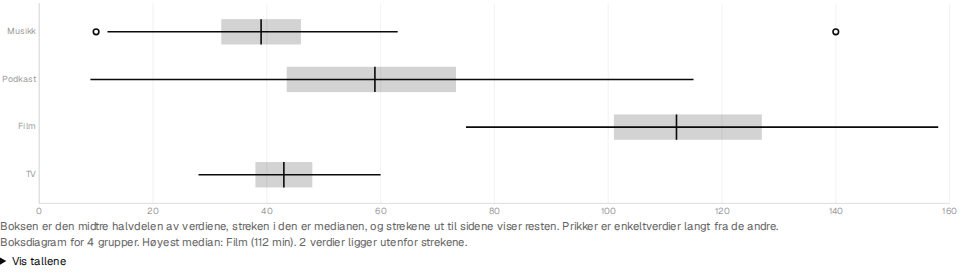 Musikk
Podkast
Film
TV
0 20 40 60 80 100 120 140 160
Boksen er den midtre halvdelen av verdiene, streken i den er medianen, og strekene ut til sidene viser resten. Prikker er enkeltverdier langt fra de andre.
Boksdiagram for 4 grupper. Høyest median: Film (112 min). 2 verdier ligger utenfor strekene.
Vis tallene